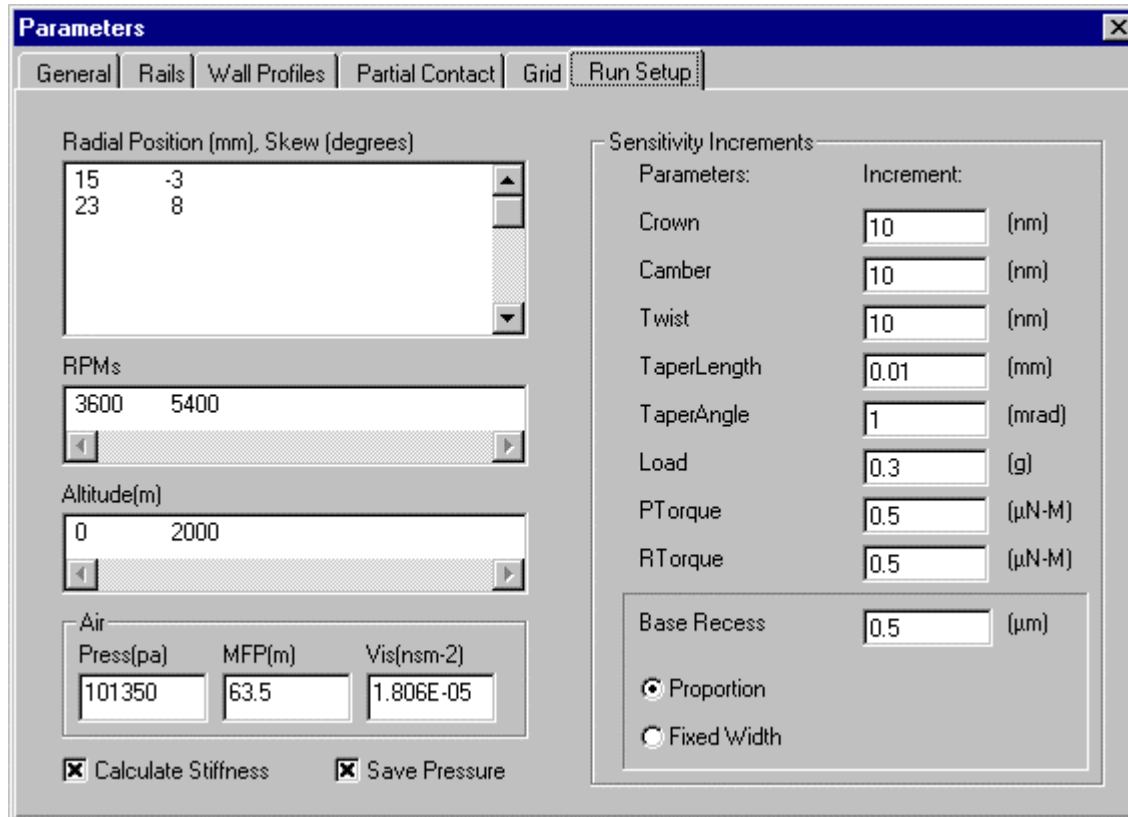 Parameters
General Rails Wall Profiles Partial Contact Grid Run Setup
Radial Position (mm), Skew (degrees)
15 -3
23 8
RPMs
3600 5400
Altitude(m)
0 2000
Air
Press(pa) MFP(m) Vis(nsm-2)
101350 63.5 1.806E-05
Calculate Stiffness Save Pressure
Sensitivity Increments
Parameters: Increment:
Crown 10 (nm)
Camber 10 (nm)
Twist 10 (nm)
TaperLength 0.01 (mm)
TaperAngle 1 (mrad)
Load 0.3 (g)
PTorque 0.5 (µN-M)
RTorque 0.5 (µN-M)
Base Recess 0.5 (µm)
Proportion
Fixed Width